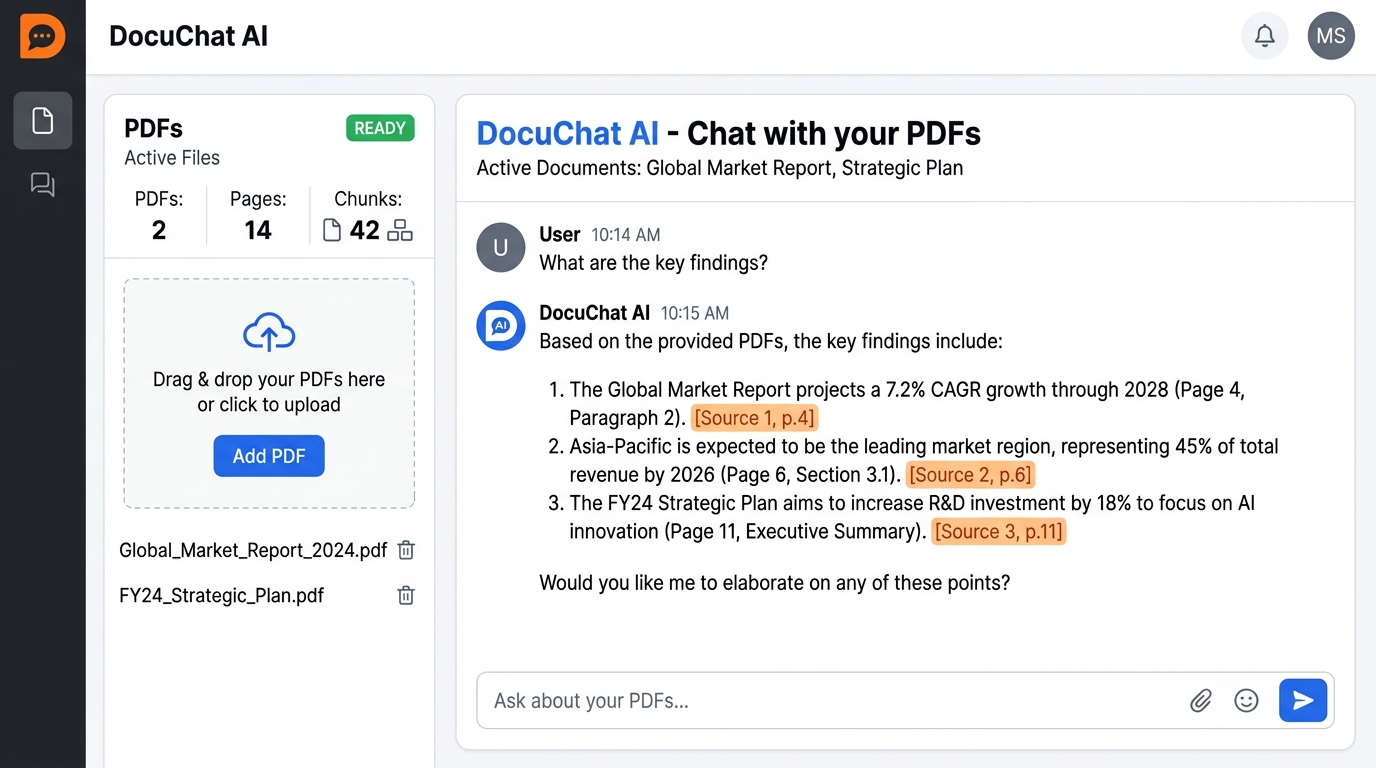 DocuChat AI
MS
PDFs
READY
Active Files
PDFs:
2
Pages:
14
Chunks:
42
Drag & drop your PDFs here
or click to upload
Add PDF
Global_Market_Report_2024.pdf
FY24_Strategic_Plan.pdf
DocuChat AI - Chat with your PDFs
Active Documents: Global Market Report, Strategic Plan
U
User 10:14 AM
What are the key findings?
AI
DocuChat AI 10:15 AM
Based on the provided PDFs, the key findings include:
1. The Global Market Report projects a 7.2% CAGR growth through 2028 (Page 4,
Paragraph 2). [Source 1, p.4]
2. Asia-Pacific is expected to be the leading market region, representing 45% of total
revenue by 2026 (Page 6, Section 3.1). [Source 2, p.6]
3. The FY24 Strategic Plan aims to increase R&D investment by 18% to focus on AI
innovation (Page 11, Executive Summary). [Source 3, p.11]
Would you like me to elaborate on any of these points?
Ask about your PDFs...